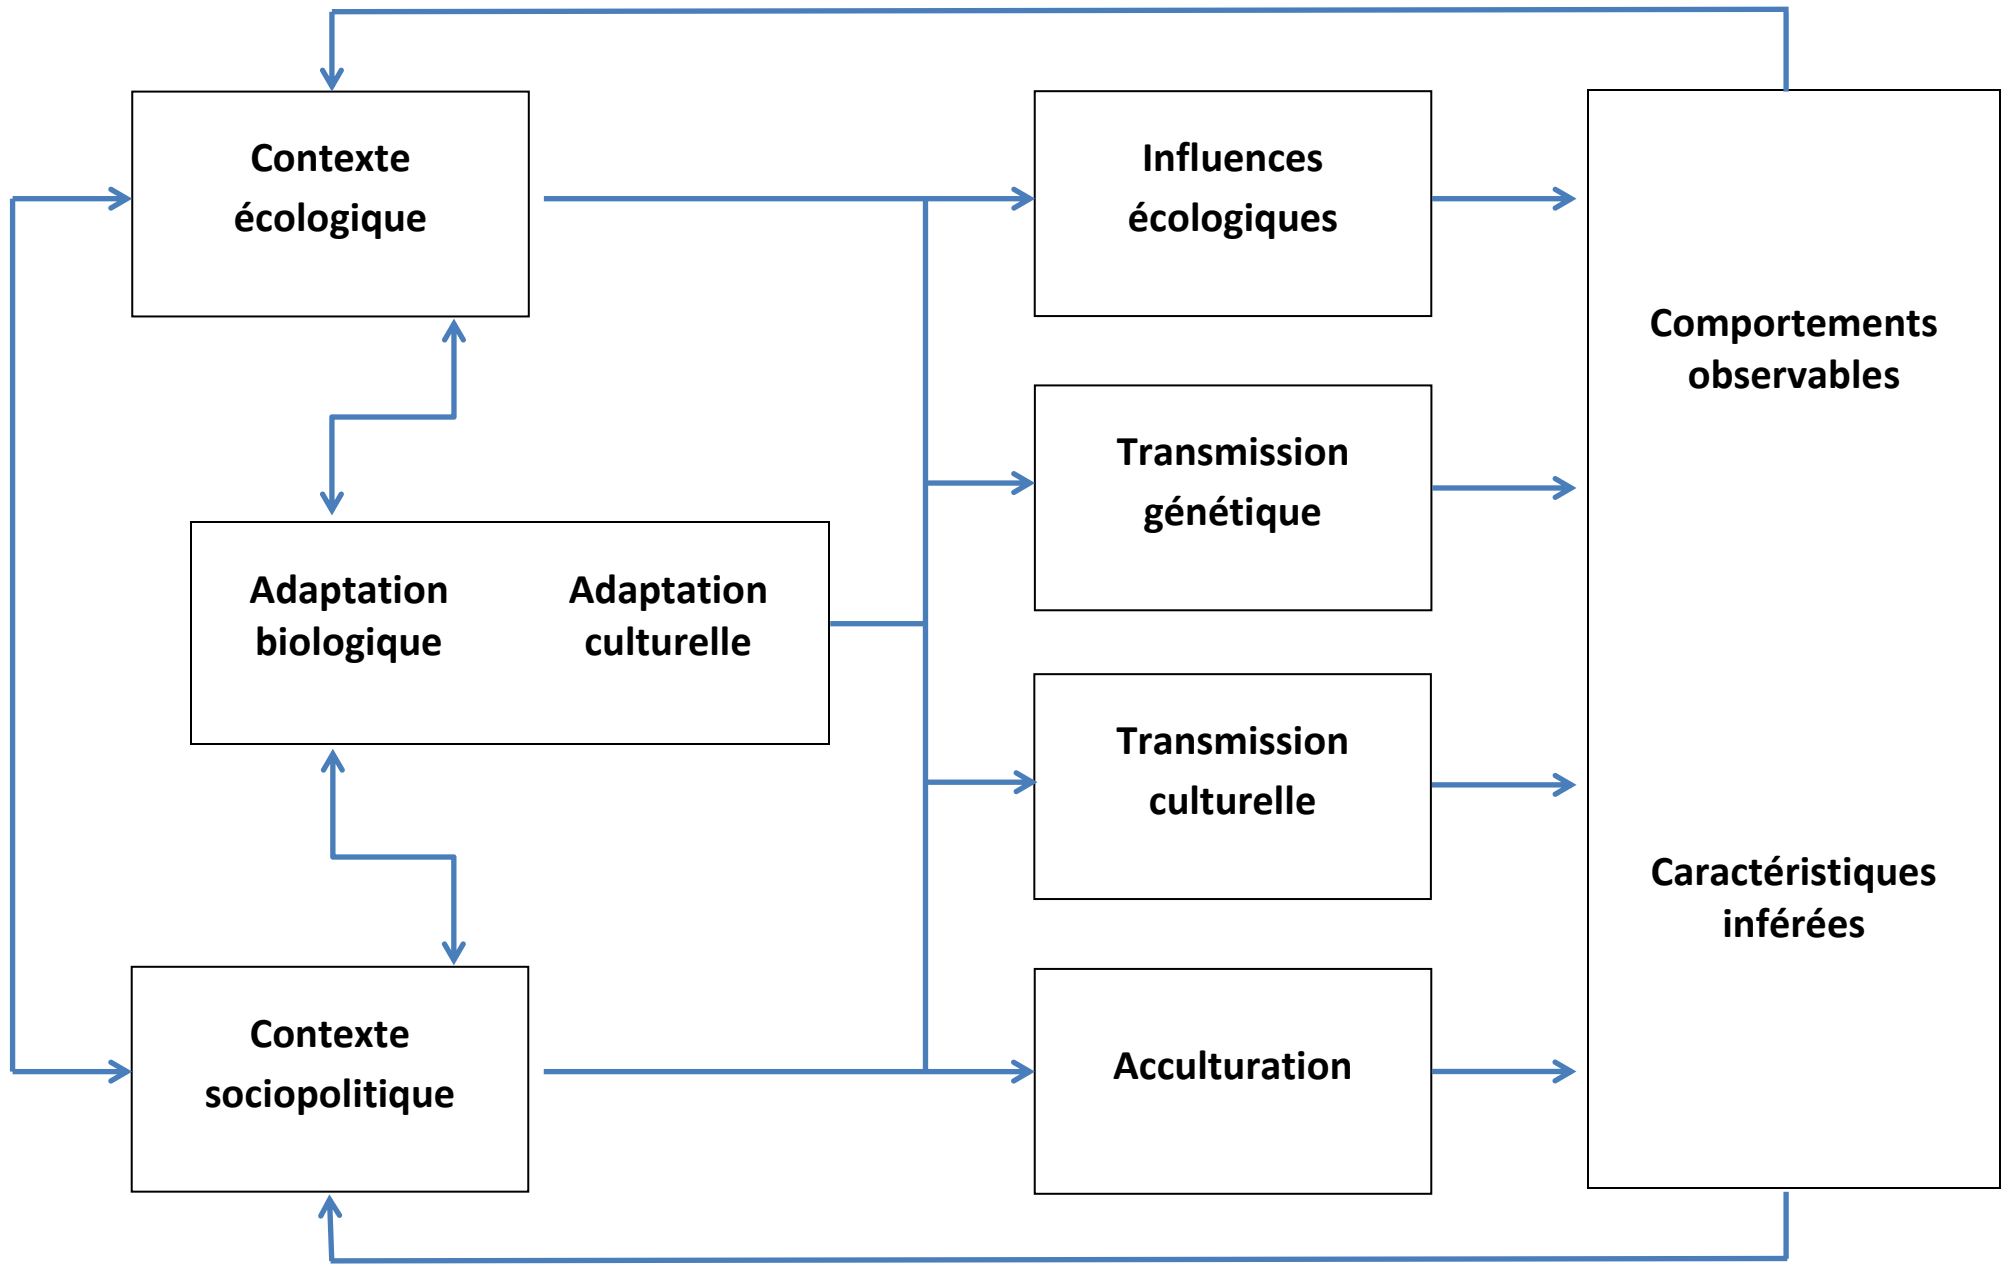 Contexte
écologique
Influences
écologiques
Comportements
observables
Transmission
génétique
Adaptation
biologique
Adaptation
culturelle
Transmission
culturelle
Caractéristiques
inférées
Contexte
sociopolitique
Acculturation